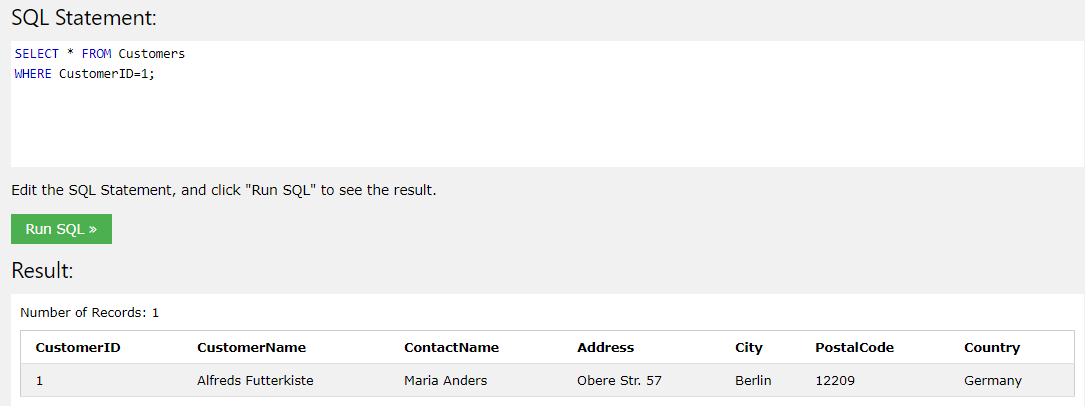 SQL Statement:
SELECT * FROM Customers
WHERE CustomerID=1;
Edit the SQL Statement, and click "Run SQL" to see the result.
Run SQL »
Result:
Number of Records: 1
CustomerID CustomerName ContactName Address City PostalCode Country
1 Alfreds Futterkiste Maria Anders Obere Str. 57 Berlin 12209 Germany